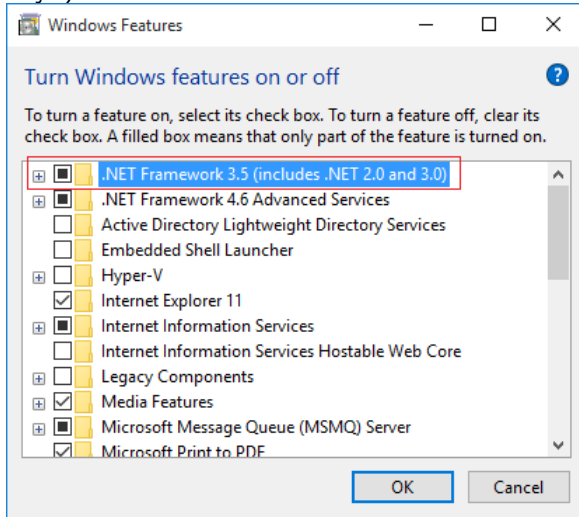 Windows Features
Turn Windows features on or off
?
To turn a feature on, select its check box. To turn a feature off, clear its
check box. A filled box means that only part of the feature is turned on.
.NET Framework 3.5 (includes .NET 2.0 and 3.0)
.NET Framework 4.6 Advanced Services
Active Directory Lightweight Directory Services
Embedded Shell Launcher
Hyper-V
Internet Explorer 11
Internet Information Services
Internet Information Services Hostable Web Core
Legacy Components
Media Features
Microsoft Message Queue (MSMQ) Server
Microsoft Print to PDF
OK Cancel